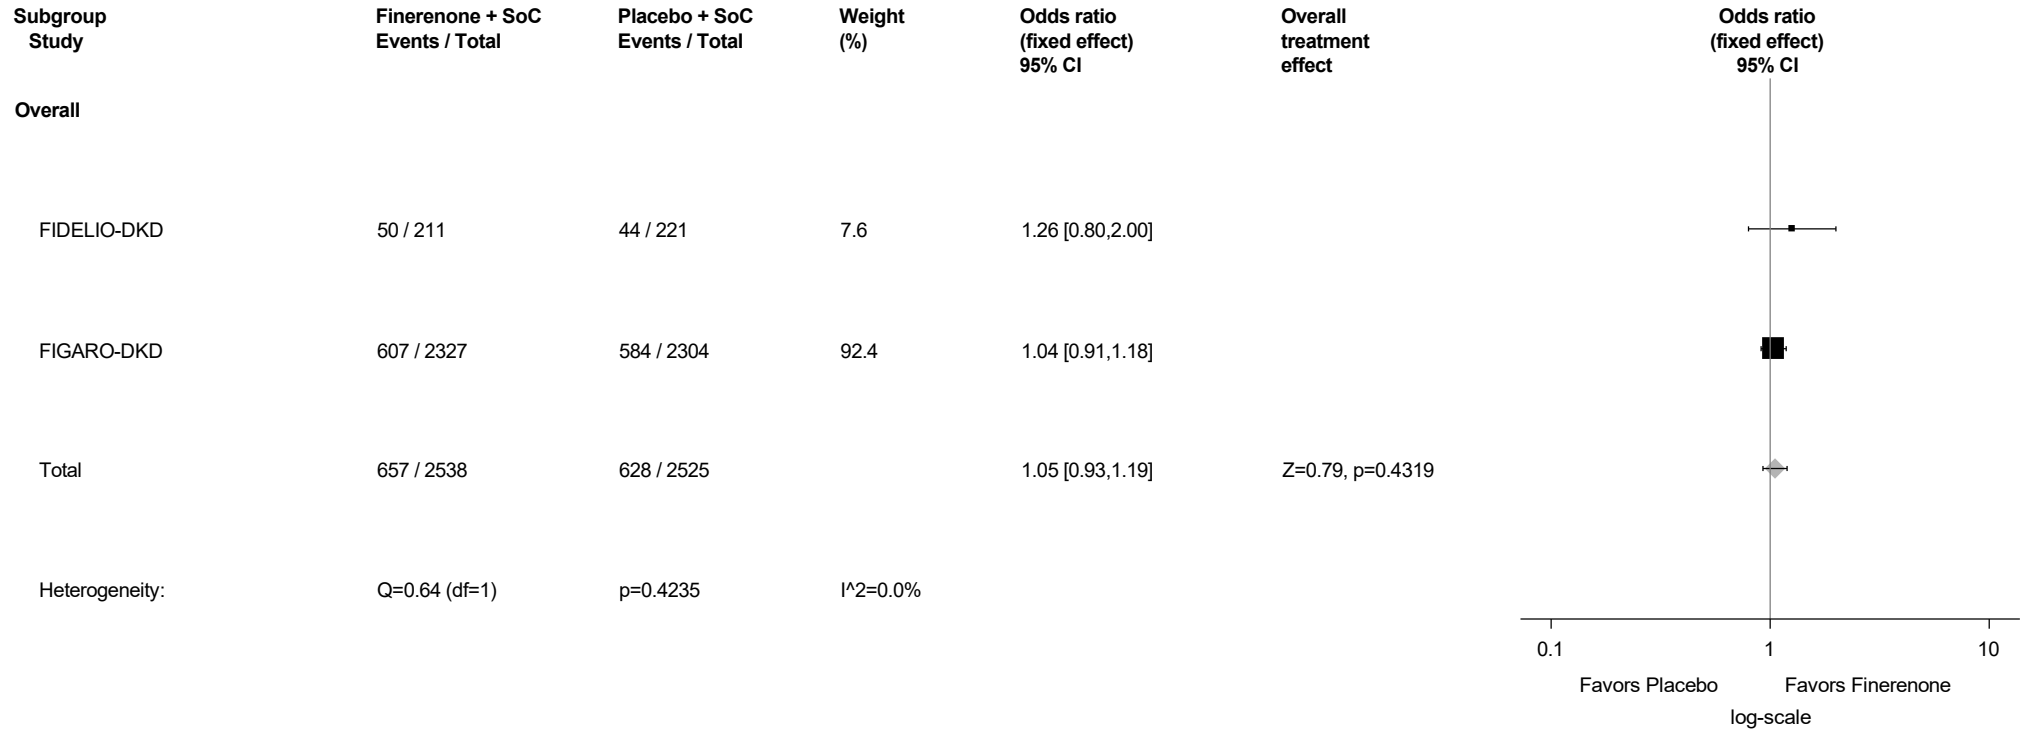 Subgroup Finerenone + SoC Placebo + SoC Weight Odds ratio Overall Odds ratio
Study Events / Total Events / Total (%) (fixed effect) treatment (fixed effect)
95% CI effect 95% CI
Overall
FIDELIO-DKD 50 / 211 44 / 221 7.6 1.26 [0.80,2.00]
FIGARO-DKD 607 / 2327 584 / 2304 92.4 1.04 [0.91,1.18]
Total 657 / 2538 628 / 2525 1.05 [0.93,1.19] Z=0.79, p=0.4319
Heterogeneity: Q=0.64 (df=1) p=0.4235 I^2=0.0%
0.1 1 10
Favors Placebo Favors Finerenone
log-scale